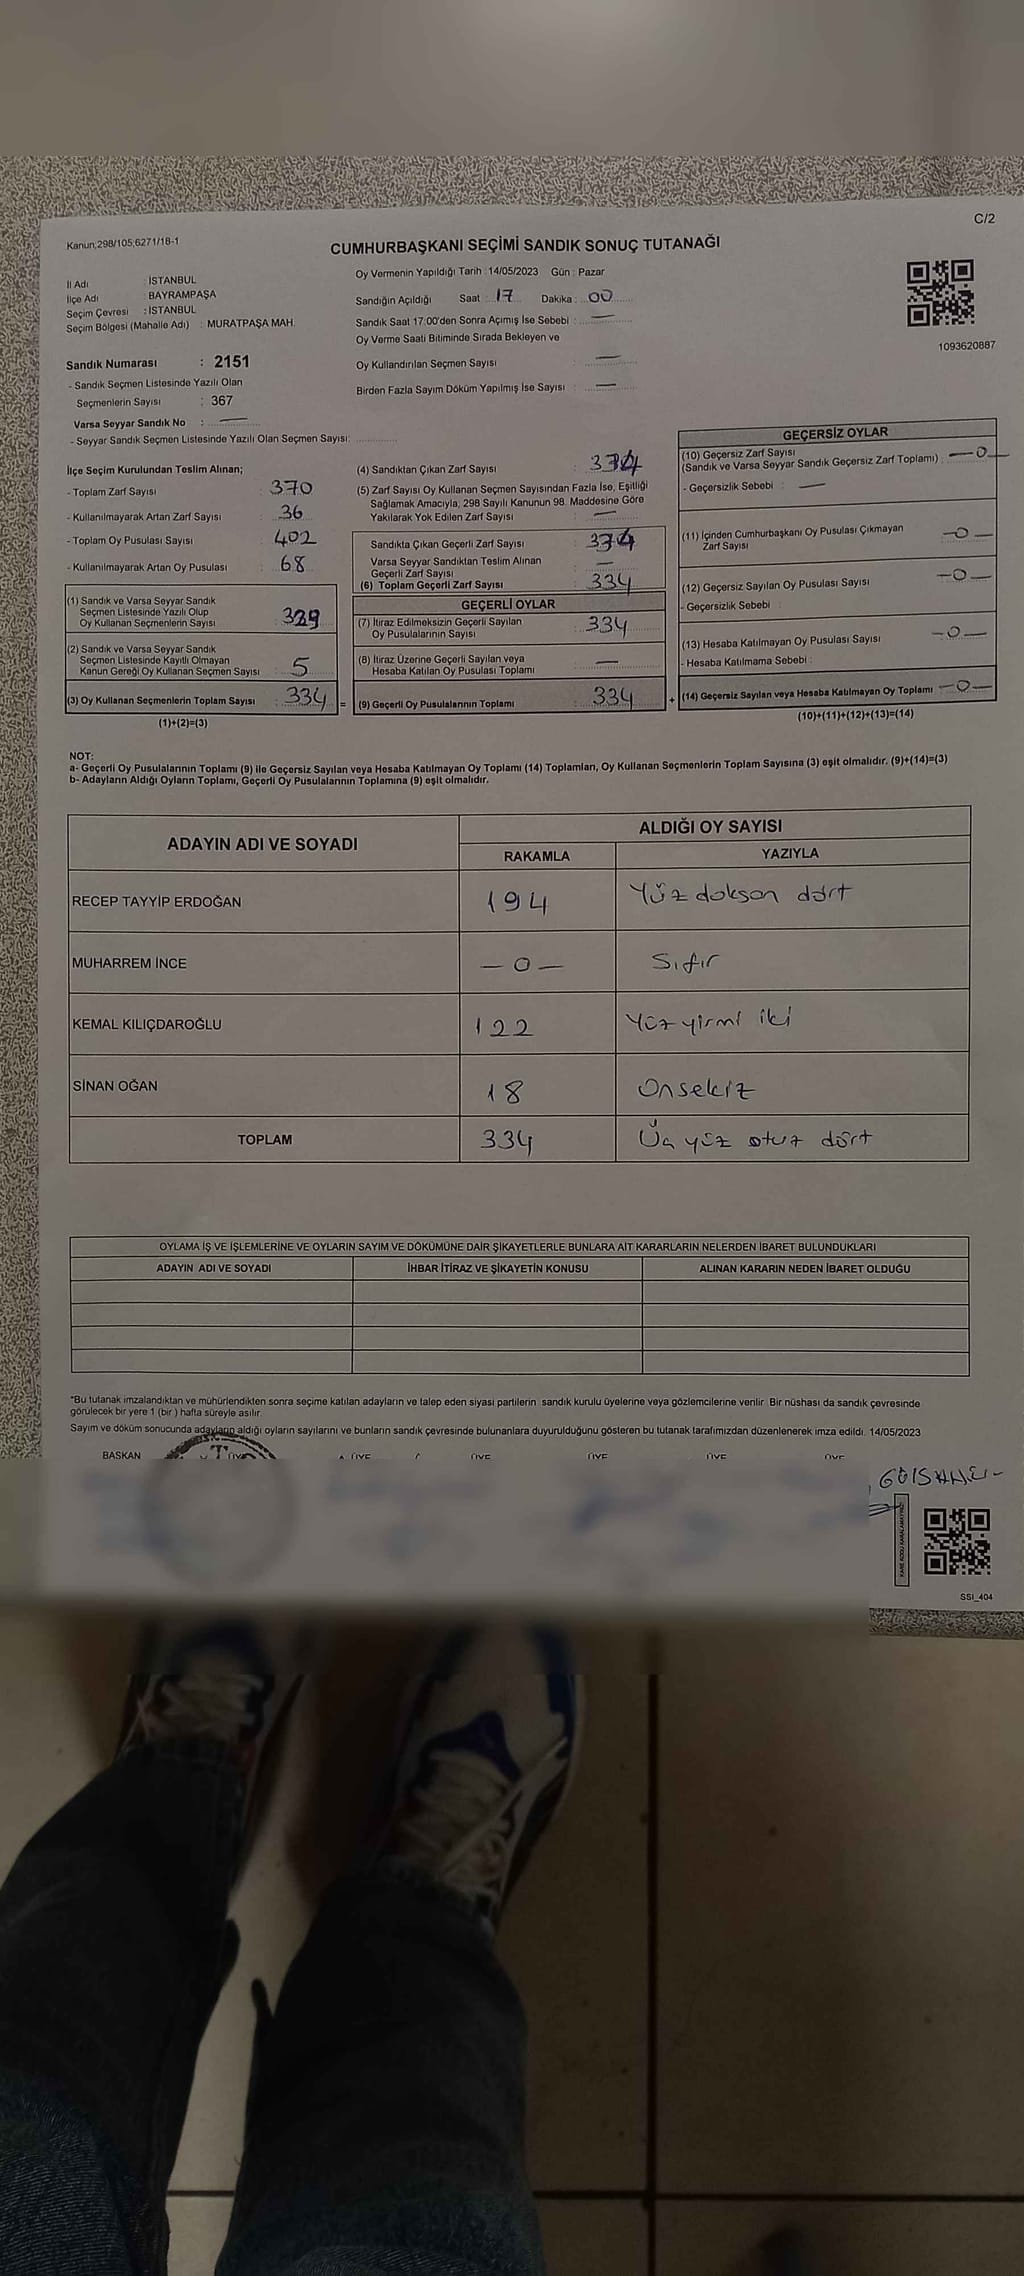 C/2
Kanun,298/105;6271/18-1
CUMHURBAŞKANI SEÇİMİ SANDIK SONUÇ TUTANAĞI
İl Adı : İSTANBUL
İlçe Adı : BAYRAMPAŞA
Seçim Çevresi : İSTANBUL
Seçim Bölgesi (Mahalle Adı) : MURATPAŞA MAH.
Oy Vermenin Yapıldığı Tarih : 14/05/2023 Gün : Pazar
Sandığın Açıldığı Saat : 17 Dakika : 00
Sandık Saat 17:00'den Sonra Açımış İse Sebebi : —
Oy Verme Saati Bitiminde Sırada Bekleyen ve
Oy Kullandırılan Seçmen Sayısı : —
Birden Fazla Sayım Döküm Yapılmış İse Sayısı : —
1093620887
Sandık Numarası : 2151
- Sandık Seçmen Listesinde Yazılı Olan
Seçmenlerin Sayısı : 367
Varsa Seyyar Sandık No : —
- Seyyar Sandık Seçmen Listesinde Yazılı Olan Seçmen Sayısı:
İlçe Seçim Kurulundan Teslim Alınan;
- Toplam Zarf Sayısı : 370
- Kullanılmayarak Artan Zarf Sayısı : 36
- Toplam Oy Pusulası Sayısı : 402
- Kullanılmayarak Artan Oy Pusulası : 68
(1) Sandık ve Varsa Seyyar Sandık
Seçmen Listesinde Yazılı Olup
Oy Kullanan Seçmenlerin Sayısı : 329
(2) Sandık ve Varsa Seyyar Sandık
Seçmen Listesinde Kayıtlı Olmayan
Kanun Gereği Oy Kullanan Seçmen Sayısı : 5
(3) Oy Kullanan Seçmenlerin Toplam Sayısı : 334
(1)+(2)=(3)
(4) Sandıktan Çıkan Zarf Sayısı : 334
(5) Zarf Sayısı Oy Kullanan Seçmen Sayısından Fazla İse, Eşitliği
Sağlamak Amacıyla; 298 Sayılı Kanunun 98. Maddesine Göre
Yakılarak Yok Edilen Zarf Sayısı : —
Sandıkta Çıkan Geçerli Zarf Sayısı : 334
Varsa Seyyar Sandıktan Teslim Alınan
Geçerli Zarf Sayısı : —
(6) Toplam Geçerli Zarf Sayısı : 334
GEÇERLİ OYLAR
(7) İtiraz Edilmeksizin Geçerli Sayılan
Oy Pusulalarının Sayısı : 334
(8) İtiraz Üzerine Geçerli Sayılan veya
Hesaba Katılan Oy Pusulası Toplamı : —
= (9) Geçerli Oy Pusulalarının Toplamı : 334 +
GEÇERSİZ OYLAR
(10) Geçersiz Zarf Sayısı
(Sandık ve Varsa Seyyar Sandık Geçersiz Zarf Toplamı) : —0—
- Geçersizlik Sebebi : —
(11) İçinden Cumhurbaşkanı Oy Pusulası Çıkmayan
Zarf Sayısı —0—
(12) Geçersiz Sayılan Oy Pusulası Sayısı —0—
- Geçersizlik Sebebi :
(13) Hesaba Katılmayan Oy Pusulası Sayısı —0—
- Hesaba Katılmama Sebebi :
(14) Geçersiz Sayılan veya Hesaba Katılmayan Oy Toplamı —0—
(10)+(11)+(12)+(13)=(14)
NOT:
a- Geçerli Oy Pusulalarının Toplamı (9) ile Geçersiz Sayılan veya Hesaba Katılmayan Oy Toplamı (14) Toplamları, Oy Kullanan Seçmenlerin Toplam Sayısına (3) eşit olmalıdır. (9)+(14)=(3)
b- Adayların Aldığı Oyların Toplamı, Geçerli Oy Pusulalarının Toplamına (9) eşit olmalıdır.
ADAYIN ADI VE SOYADI ALDIĞI OY SAYISI
RAKAMLA YAZIYLA
RECEP TAYYİP ERDOĞAN 194 Yüz doksan dört
MUHARREM İNCE —0— Sıfır
KEMAL KILIÇDAROĞLU 122 Yüz yirmi iki
SİNAN OĞAN 18 Onsekiz
TOPLAM 334 Üç yüz otuz dört
OYLAMA İŞ VE İŞLEMLERİNE VE OYLARIN SAYIM VE DÖKÜMÜNE DAİR ŞİKAYETLERLE BUNLARA AİT KARARLARIN NELERDEN İBARET BULUNDUKLARI
ADAYIN ADI VE SOYADI İHBAR İTİRAZ VE ŞİKAYETİN KONUSU ALINAN KARARIN NEDEN İBARET OLDUĞU
*Bu tutanak imzalandıktan ve mühürlendikten sonra seçime katılan adayların ve talep eden siyasi partilerin sandık kurulu üyelerine veya gözlemcilerine verilir. Bir nüshası da sandık çevresinde
görülecek bir yere 1 (bir) hafta süreyle asılır.
Sayım ve döküm sonucunda adayların aldığı oyların sayılarını ve bunların sandık çevresinde bulunanlara duyurulduğunu gösteren bu tutanak tarafımızdan düzenlenerek imza edildi. 14/05/2023
BAŞKAN ÜYE ÜYE ÜYE ÜYE ÜYE ÜYE
SSI_404